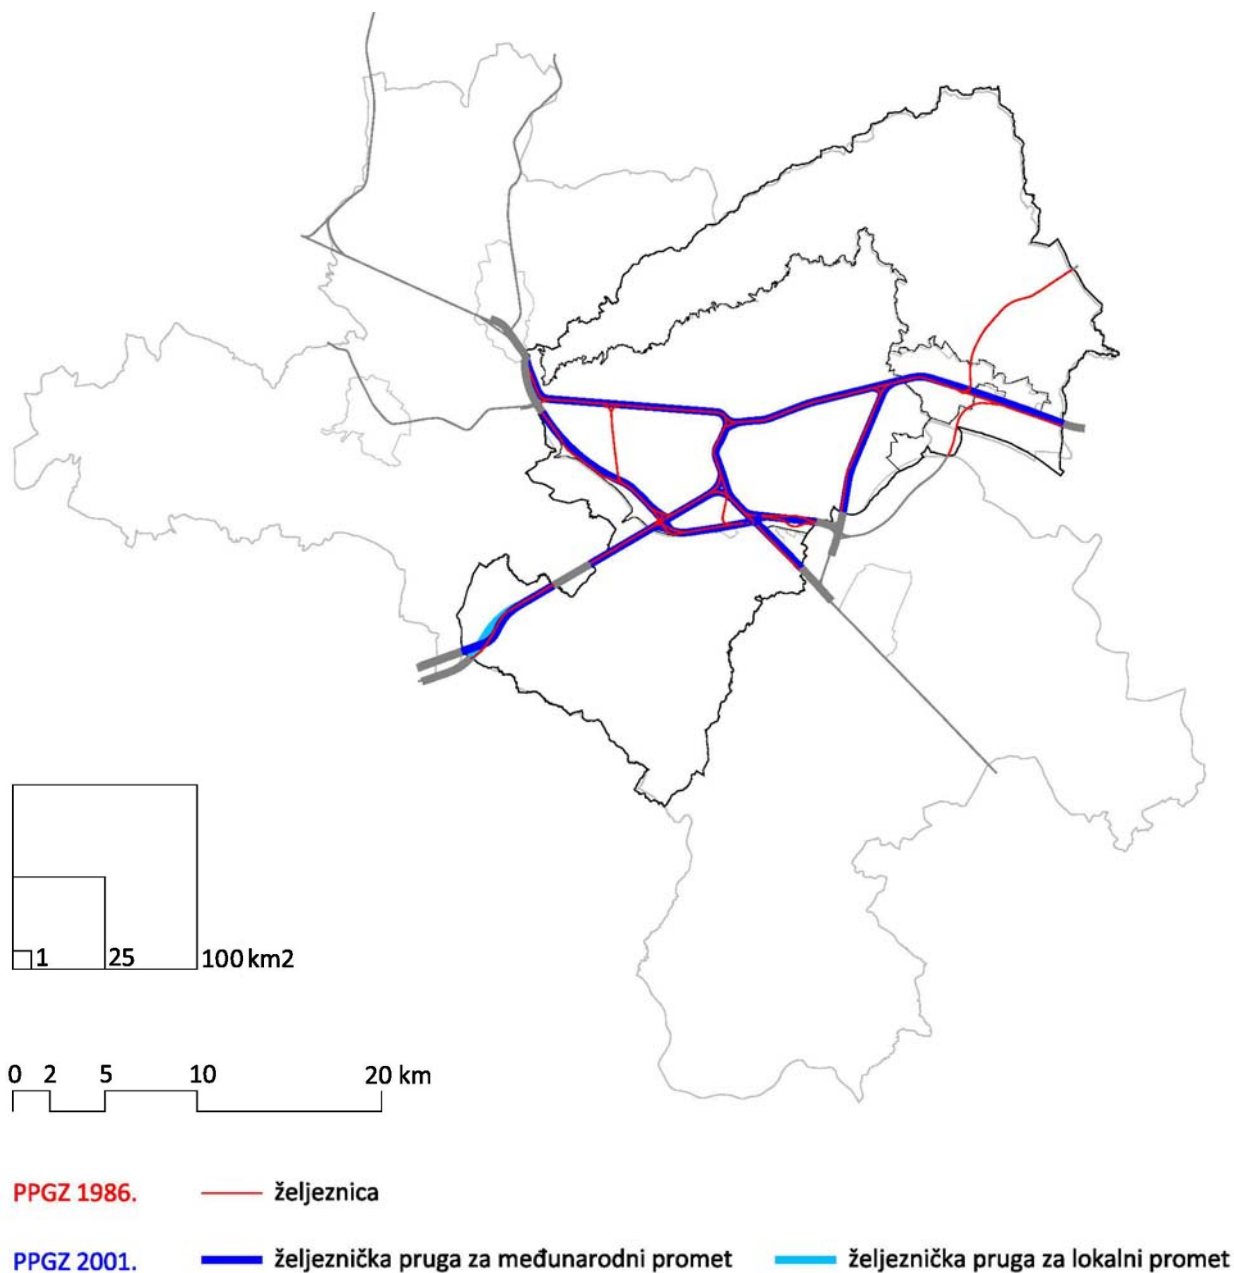 1 25 100 km2
0 2 5 10 20 km
PPGZ 1986. željeznica
PPGZ 2001. željeznička pruga za međunarodni promet željeznička pruga za lokalni promet